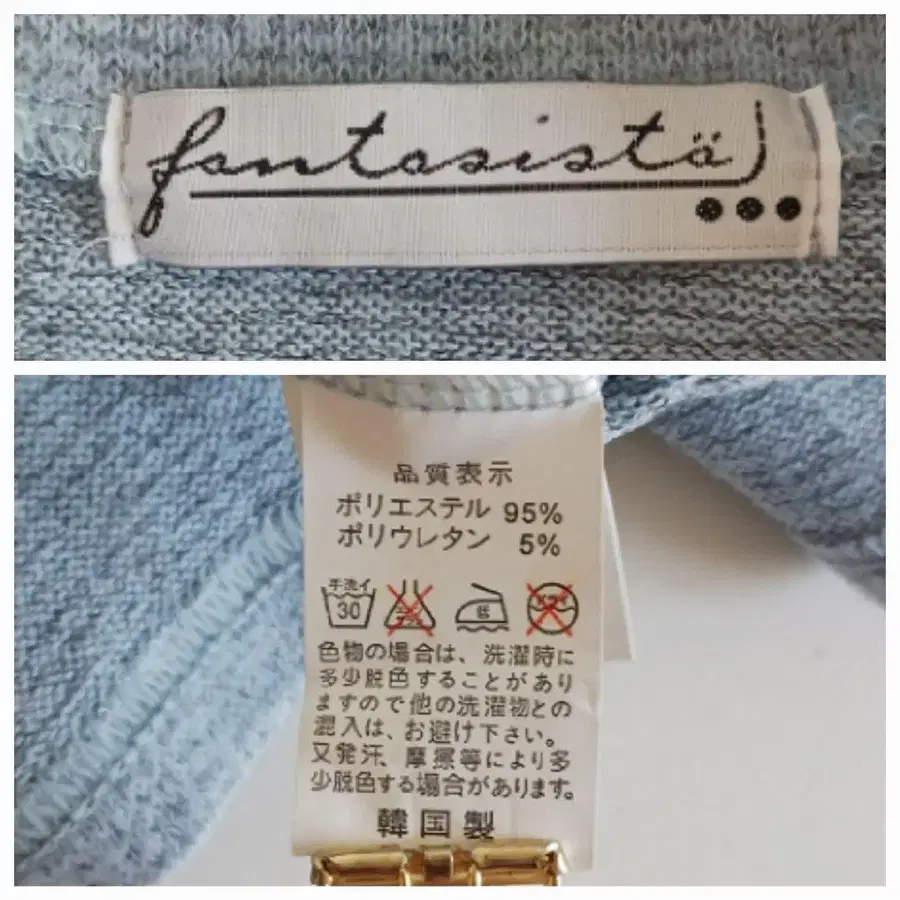 fantasistä
品質表示
ポリエステル 95%
ポリウレタン 5%
手洗イ
30
低
色物の場合は、洗濯時に
多少脱色することがあり
ますので他の洗濯物との
混入は、お避け下さい。
又発汗、摩擦等により多
少脱色する場合があります。
韓国製